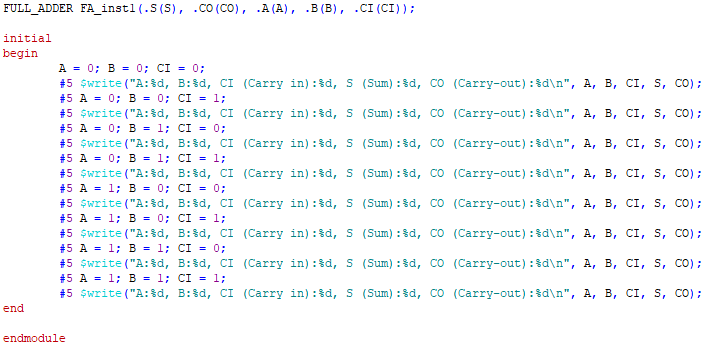 FULL_ADDER FA_inst1(.S(S), .CO(CO), .A(A), .B(B), .CI(CI));
initial
begin
A = 0; B = 0; CI = 0;
#5 $write("A:%d, B:%d, CI (Carry in):%d, S (Sum):%d, CO (Carry-out):%d\n", A, B, CI, S, CO);
#5 A = 0; B = 0; CI = 1;
#5 $write("A:%d, B:%d, CI (Carry in):%d, S (Sum):%d, CO (Carry-out):%d\n", A, B, CI, S, CO);
#5 A = 0; B = 1; CI = 0;
#5 $write("A:%d, B:%d, CI (Carry in):%d, S (Sum):%d, CO (Carry-out):%d\n", A, B, CI, S, CO);
#5 A = 0; B = 1; CI = 1;
#5 $write("A:%d, B:%d, CI (Carry in):%d, S (Sum):%d, CO (Carry-out):%d\n", A, B, CI, S, CO);
#5 A = 1; B = 0; CI = 0;
#5 $write("A:%d, B:%d, CI (Carry in):%d, S (Sum):%d, CO (Carry-out):%d\n", A, B, CI, S, CO);
#5 A = 1; B = 0; CI = 1;
#5 $write("A:%d, B:%d, CI (Carry in):%d, S (Sum):%d, CO (Carry-out):%d\n", A, B, CI, S, CO);
#5 A = 1; B = 1; CI = 0;
#5 $write("A:%d, B:%d, CI (Carry in):%d, S (Sum):%d, CO (Carry-out):%d\n", A, B, CI, S, CO);
#5 A = 1; B = 1; CI = 1;
#5 $write("A:%d, B:%d, CI (Carry in):%d, S (Sum):%d, CO (Carry-out):%d\n", A, B, CI, S, CO);
end
endmodule